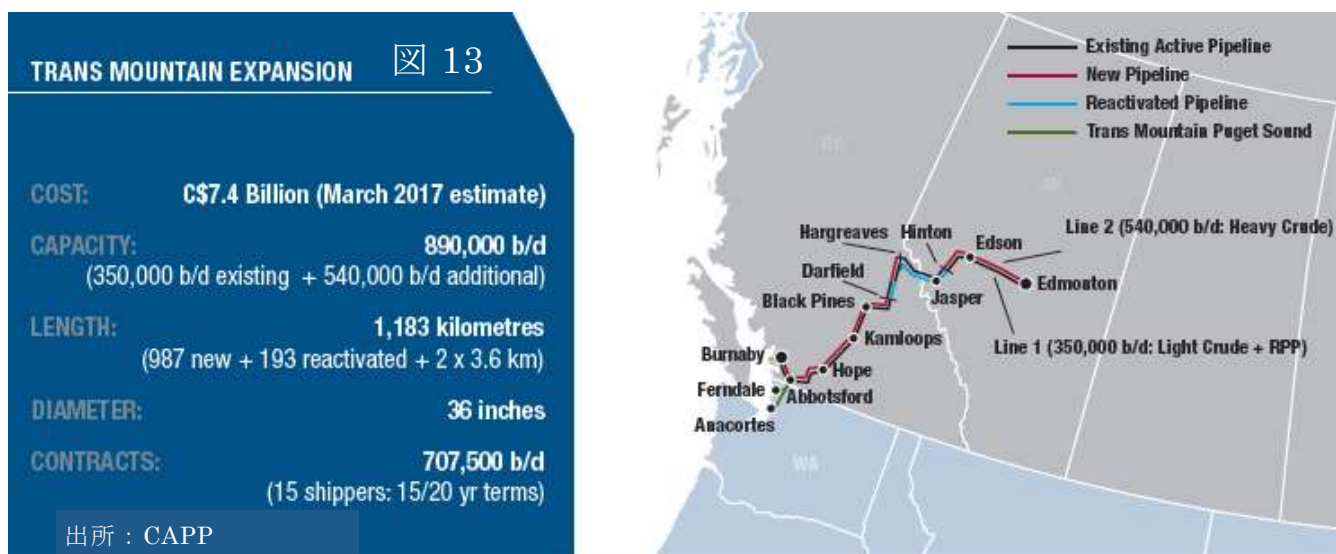 TRANS MOUNTAIN EXPANSION
図 13
COST: C$7.4 Billion (March 2017 estimate)
CAPACITY: 890,000 b/d
(350,000 b/d existing + 540,000 b/d additional)
LENGTH: 1,183 kilometres
(987 new + 193 reactivated + 2 x 3.6 km)
DIAMETER: 36 inches
CONTRACTS: 707,500 b/d
(15 shippers: 15/20 yr terms)
出所：CAPP
Existing Active Pipeline
New Pipeline
Reactivated Pipeline
Trans Mountain Puget Sound
BC
AB
Line 2 (540,000 b/d: Heavy Crude)
Hargreaves
Hinton
Edson
Darfield
Edmonton
Jasper
Black Pines
Kamloops
Line 1 (350,000 b/d: Light Crude + RPP)
Burnaby
Hope
Ferndale
Abbotsford
Anacortes
WA